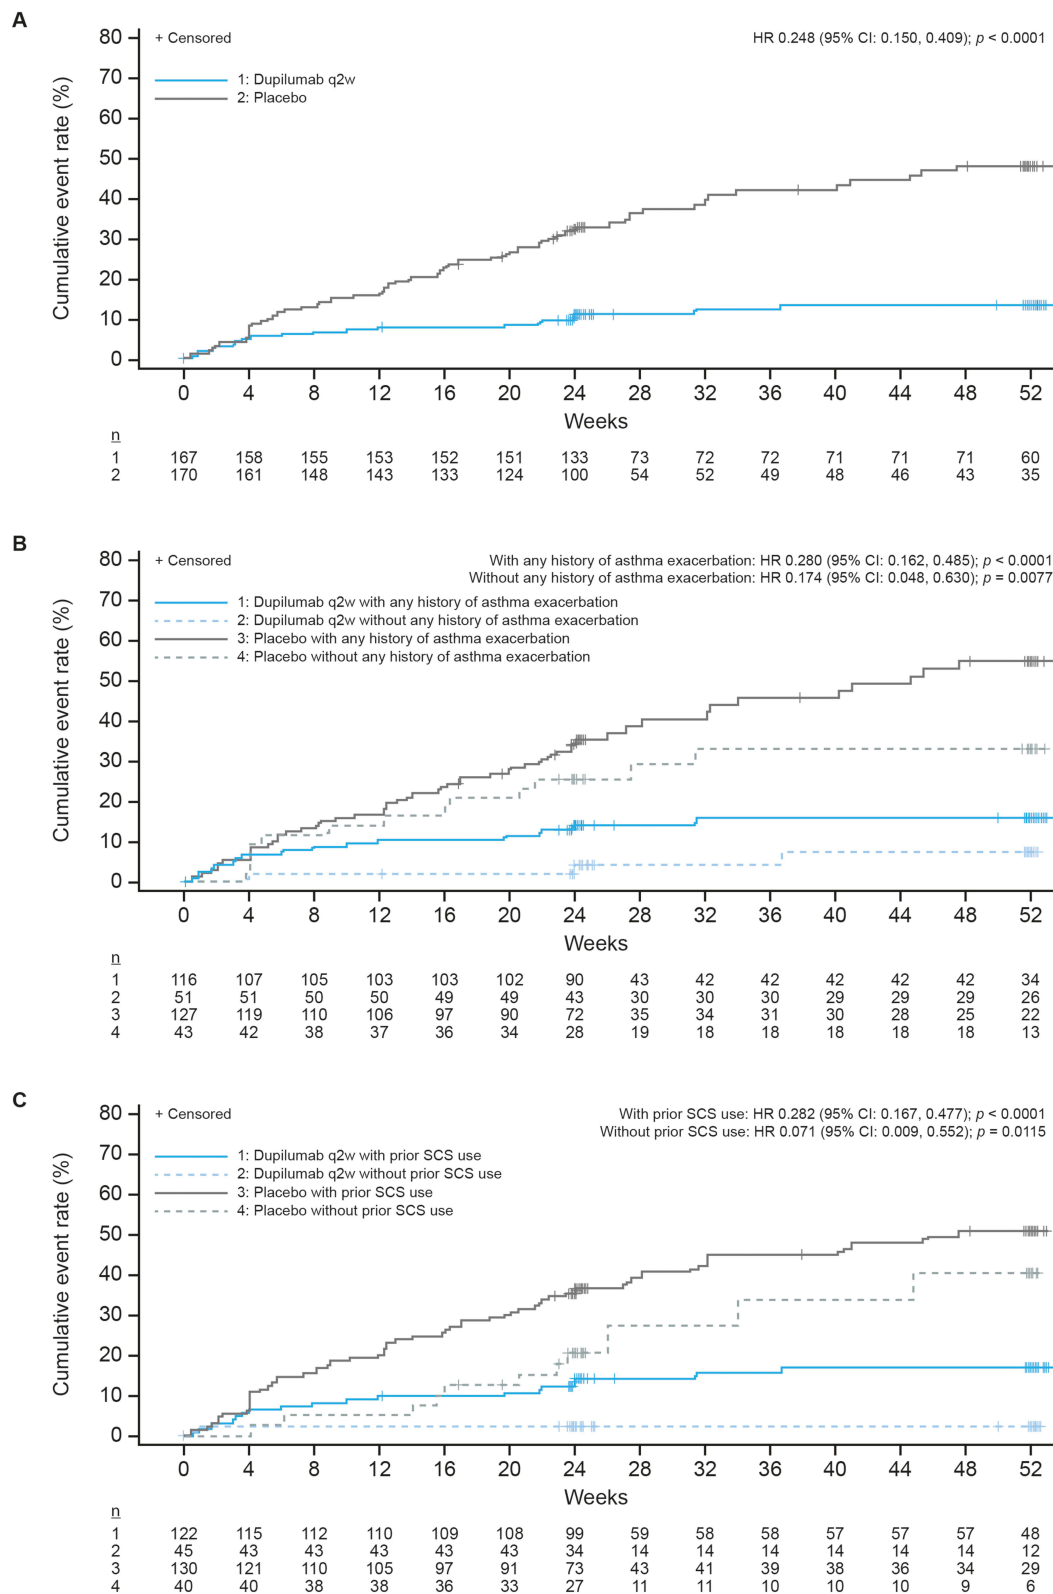 A
+ Censored
HR 0.248 (95% CI: 0.150, 0.409); p < 0.0001
1: Dupilumab q2w
2: Placebo
Cumulative event rate (%)
80
70
60
50
40
30
20
10
0
0 4 8 12 16 20 24 28 32 36 40 44 48 52
Weeks
n
1 167 158 155 153 152 151 133 73 72 72 71 71 71 60
2 170 161 148 143 133 124 100 54 52 49 48 46 43 35
B
+ Censored
With any history of asthma exacerbation: HR 0.280 (95% CI: 0.162, 0.485); p < 0.0001
Without any history of asthma exacerbation: HR 0.174 (95% CI: 0.048, 0.630); p = 0.0077
1: Dupilumab q2w with any history of asthma exacerbation
2: Dupilumab q2w without any history of asthma exacerbation
3: Placebo with any history of asthma exacerbation
4: Placebo without any history of asthma exacerbation
Cumulative event rate (%)
80
70
60
50
40
30
20
10
0
0 4 8 12 16 20 24 28 32 36 40 44 48 52
Weeks
n
1 116 107 105 103 103 102 90 43 42 42 42 42 42 34
2 51 51 50 50 49 49 43 30 30 30 29 29 29 26
3 127 119 110 106 97 90 72 35 34 31 30 28 25 22
4 43 42 38 37 36 34 28 19 18 18 18 18 18 13
C
+ Censored
With prior SCS use: HR 0.282 (95% CI: 0.167, 0.477); p < 0.0001
Without prior SCS use: HR 0.071 (95% CI: 0.009, 0.552); p = 0.0115
1: Dupilumab q2w with prior SCS use
2: Dupilumab q2w without prior SCS use
3: Placebo with prior SCS use
4: Placebo without prior SCS use
Cumulative event rate (%)
80
70
60
50
40
30
20
10
0
0 4 8 12 16 20 24 28 32 36 40 44 48 52
Weeks
n
1 122 115 112 110 109 108 99 59 58 58 57 57 57 48
2 45 43 43 43 43 43 34 14 14 14 14 14 14 12
3 130 121 110 105 97 91 73 43 41 39 38 36 34 29
4 40 40 38 38 36 33 27 11 11 10 10 10 9 6